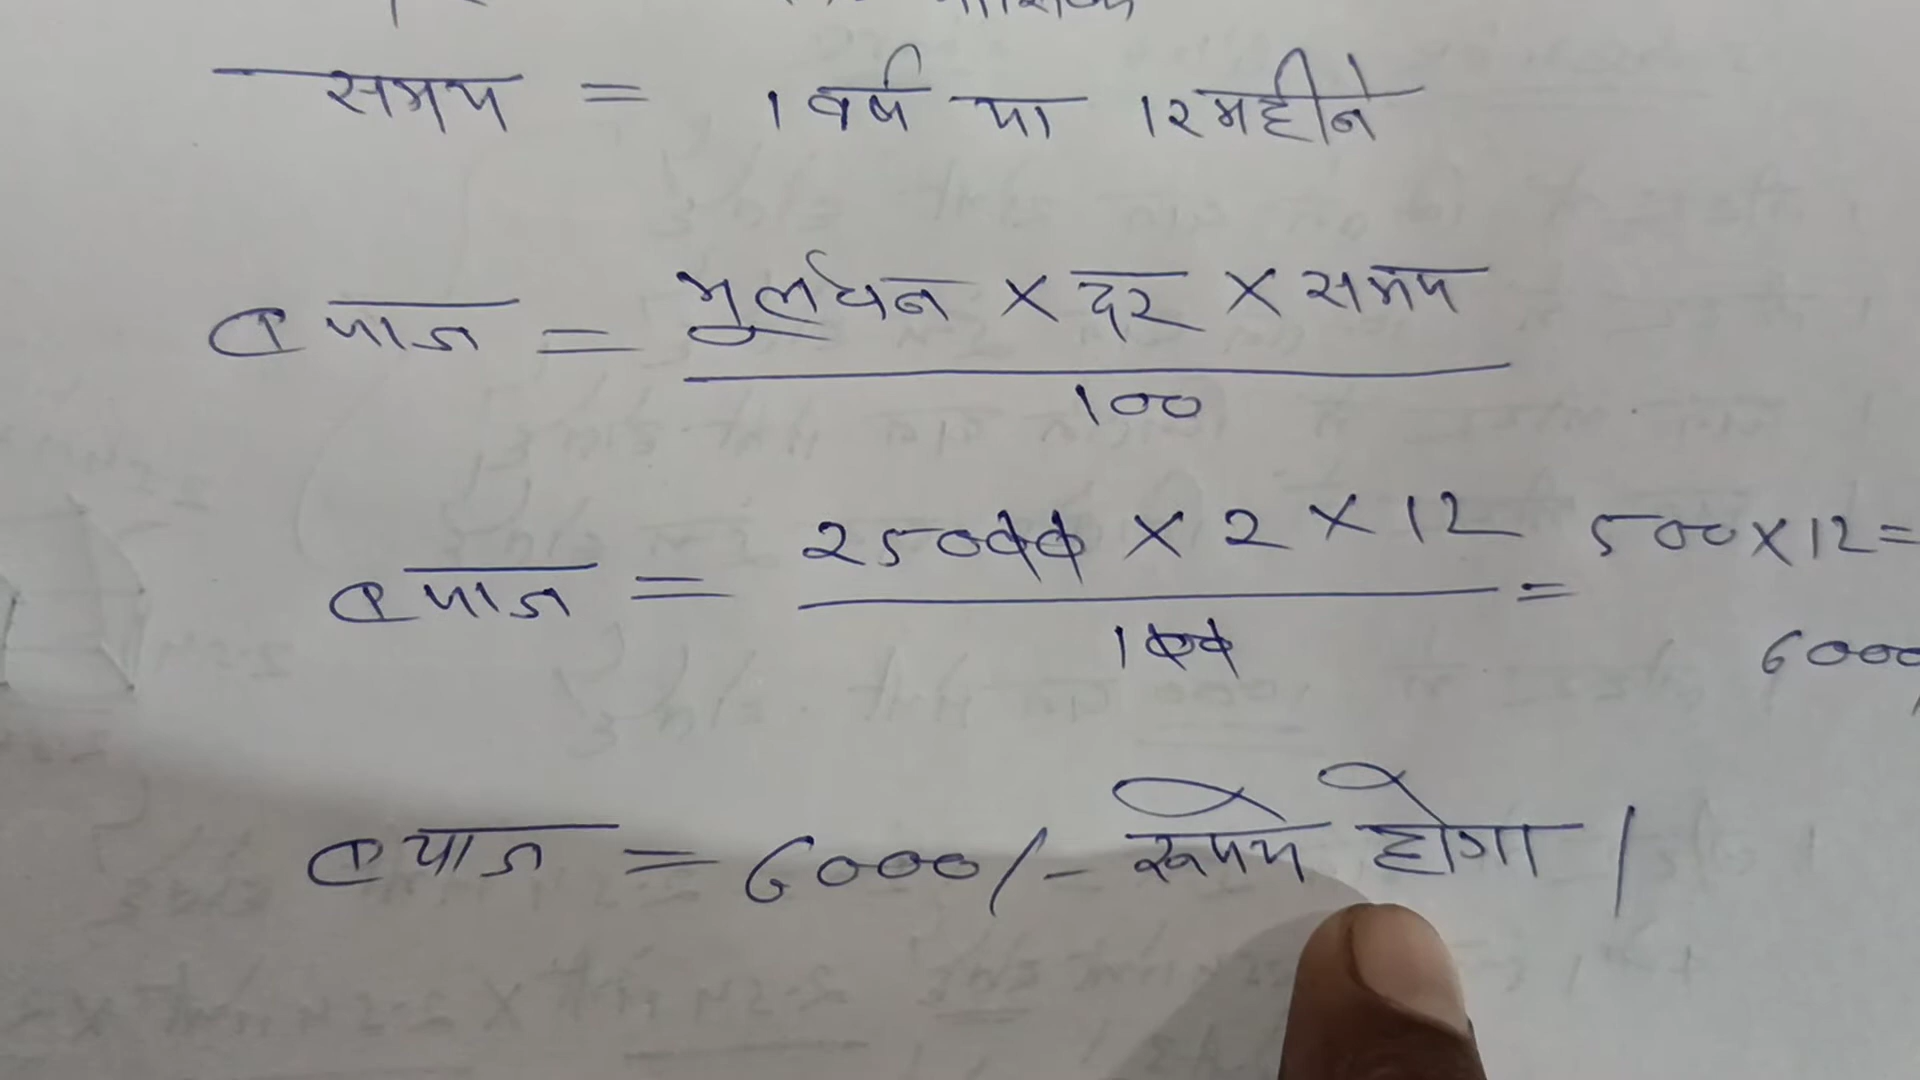 समय = 1 वर्ष या 12 महीने
ब्याज = मुलधन × दर × समय
100
ब्याज = 25000 × 2 × 12 = 500 × 12 =
100
6000
ब्याज = 6000/- रूपये होगा |